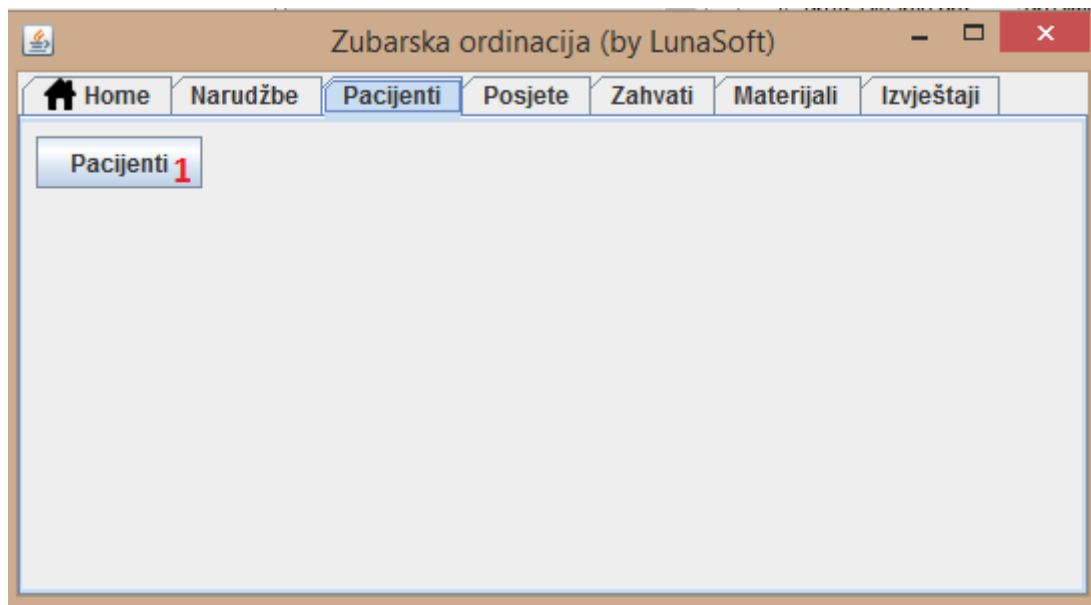 Zubarska ordinacija (by LunaSoft)
Home Narudžbe Pacijenti Posjete Zahvati Materijali Izvještaji
Pacijenti 1